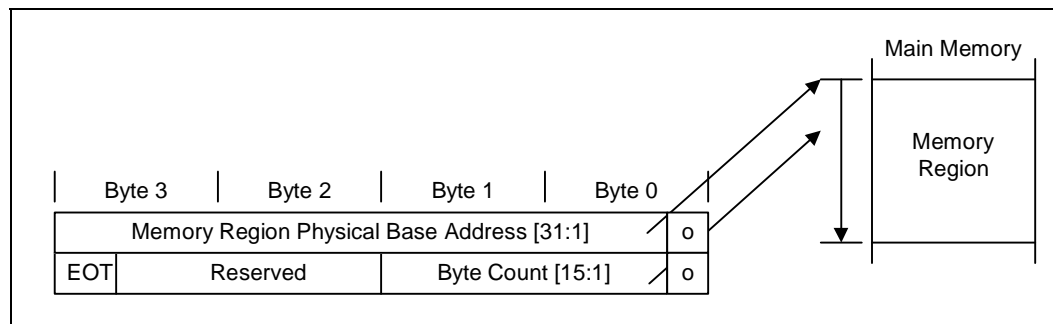 Main Memory
Memory
Region
Byte 3 Byte 2 Byte 1 Byte 0
Memory Region Physical Base Address [31:1] o
EOT Reserved Byte Count [15:1] o